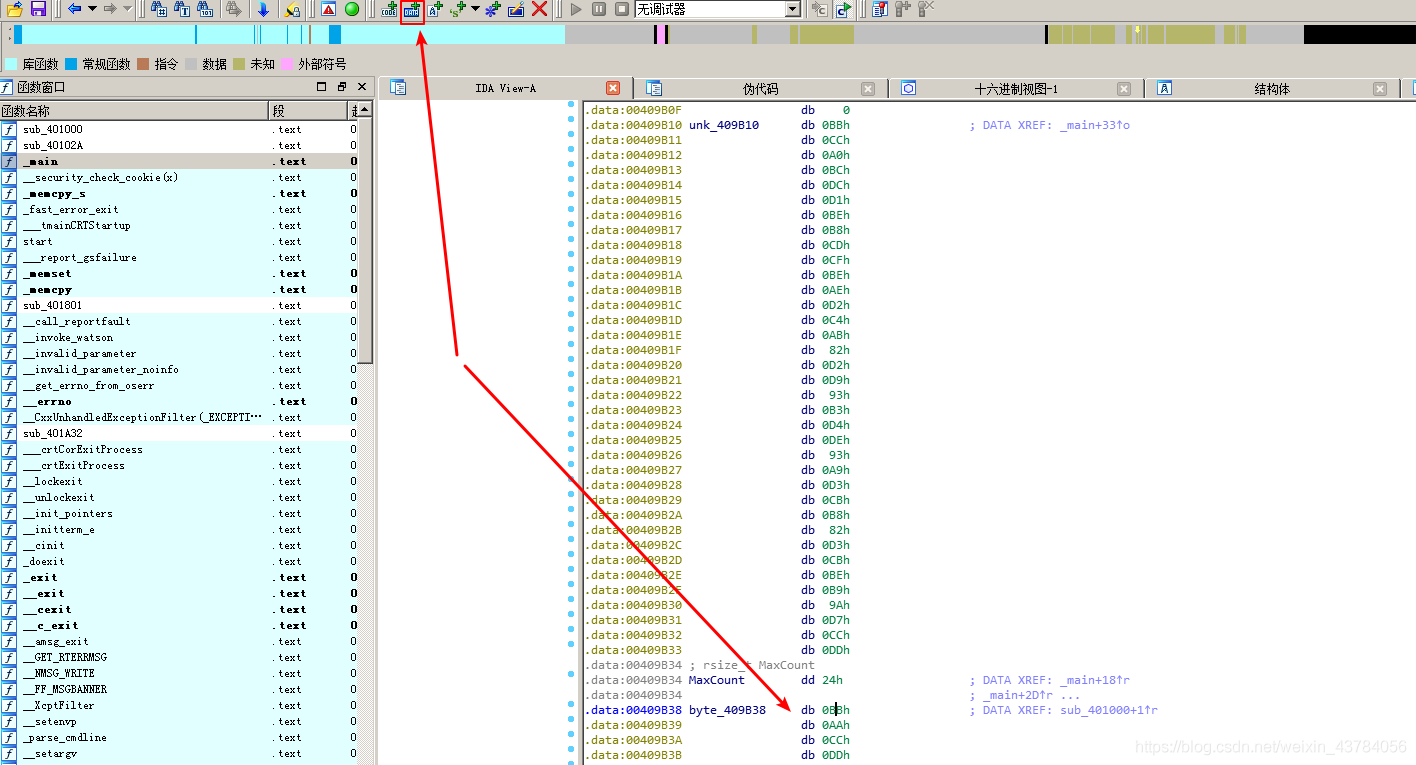 无调试器
库函数 常规函数 指令 数据 未知 外部符号
函数窗口
IDA View-A 伪代码 十六进制视图-1 结构体
函数名称 段
sub_401000 .text 0
sub_40102A .text 0
_main .text 0
__security_check_cookie(x) .text 0
_memcpy_s .text 0
_fast_error_exit .text 0
___tmainCRTStartup .text 0
start .text 0
___report_gsfailure .text 0
_memset .text 0
_memcpy .text 0
sub_401801 .text 0
__call_reportfault .text 0
__invoke_watson .text 0
__invalid_parameter .text 0
__invalid_parameter_noinfo .text 0
__get_errno_from_oserr .text 0
__errno .text 0
__CxxUnhandledExceptionFilter(_EXCEPTI··· .text 0
sub_401A32 .text 0
___crtCorExitProcess .text 0
___crtExitProcess .text 0
__lockexit .text 0
__unlockexit .text 0
__init_pointers .text 0
__initterm_e .text 0
__cinit .text 0
_doexit .text 0
_exit .text 0
__exit .text 0
__cexit .text 0
__c_exit .text 0
__amsg_exit .text 0
__GET_RTERRMSG .text 0
__NMSG_WRITE .text 0
__FF_MSGBANNER .text 0
__XcptFilter .text 0
__setenvp .text 0
_parse_cmdline .text 0
__setargv .text 0
.data:00409B0F db 0
.data:00409B10 unk_409B10 db 0BBh ; DATA XREF: _main+33↑o
.data:00409B11 db 0CCh
.data:00409B12 db 0A0h
.data:00409B13 db 0BCh
.data:00409B14 db 0DCh
.data:00409B15 db 0D1h
.data:00409B16 db 0BEh
.data:00409B17 db 0B8h
.data:00409B18 db 0CDh
.data:00409B19 db 0CFh
.data:00409B1A db 0BEh
.data:00409B1B db 0AEh
.data:00409B1C db 0D2h
.data:00409B1D db 0C4h
.data:00409B1E db 0ABh
.data:00409B1F db 82h
.data:00409B20 db 0D2h
.data:00409B21 db 0D9h
.data:00409B22 db 93h
.data:00409B23 db 0B3h
.data:00409B24 db 0D4h
.data:00409B25 db 0DEh
.data:00409B26 db 93h
.data:00409B27 db 0A9h
.data:00409B28 db 0D3h
.data:00409B29 db 0CBh
.data:00409B2A db 0B8h
.data:00409B2B db 82h
.data:00409B2C db 0D3h
.data:00409B2D db 0CBh
.data:00409B2E db 0BEh
.data:00409B2F db 0B9h
.data:00409B30 db 9Ah
.data:00409B31 db 0D7h
.data:00409B32 db 0CCh
.data:00409B33 db 0DDh
.data:00409B34 ; rsize_t MaxCount
.data:00409B34 MaxCount dd 24h ; DATA XREF: _main+18↑r
.data:00409B34 ; _main+2D↑r ...
.data:00409B38 byte_409B38 db 0BBh ; DATA XREF: sub_401000+1↑r
.data:00409B39 db 0AAh
.data:00409B3A db 0CCh
.data:00409B3B db 0DDh
https://blog.csdn.net/weixin_43784056